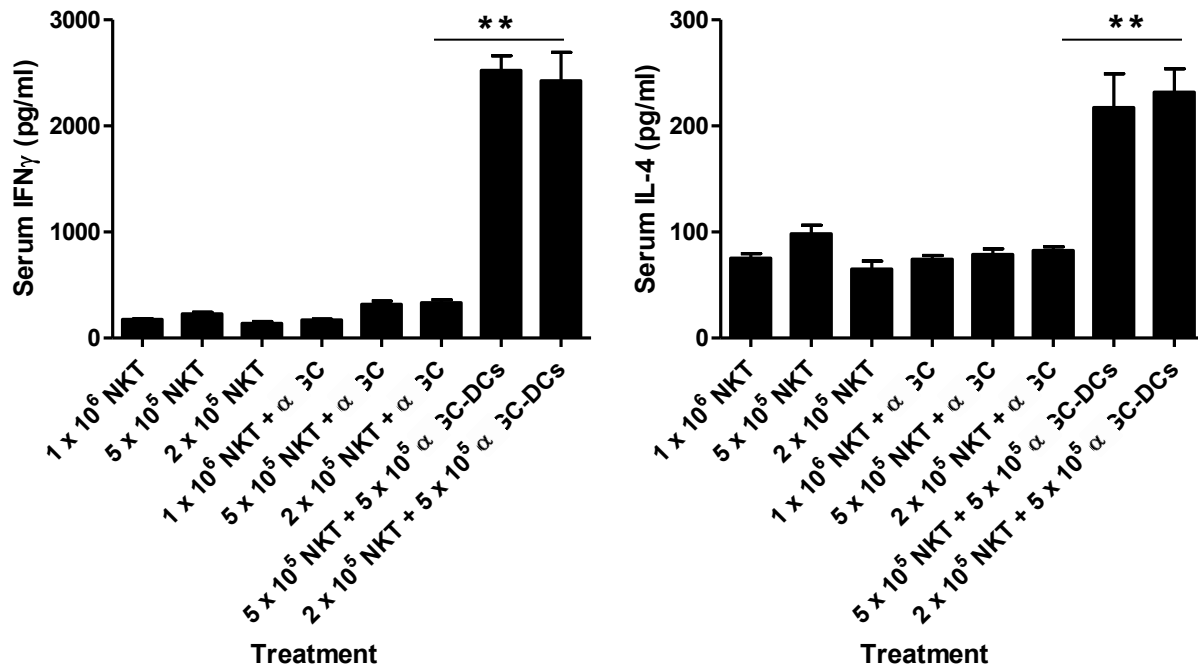 3000
2000
1000
0
Serum IFNγ (pg/ml)
**
1 x 10⁶ NKT
5 x 10⁵ NKT
2 x 10⁵ NKT
1 x 10⁶ NKT + α GC
5 x 10⁵ NKT + α GC
2 x 10⁵ NKT + α GC
5 x 10⁵ NKT + 5 x 10⁵ α GC-DCs
2 x 10⁵ NKT + 5 x 10⁵ α GC-DCs
Treatment
300
200
100
0
Serum IL-4 (pg/ml)
**
1 x 10⁶ NKT
5 x 10⁵ NKT
2 x 10⁵ NKT
1 x 10⁶ NKT + α GC
5 x 10⁵ NKT + α GC
2 x 10⁵ NKT + α GC
5 x 10⁵ NKT + 5 x 10⁵ α GC-DCs
2 x 10⁵ NKT + 5 x 10⁵ α GC-DCs
Treatment